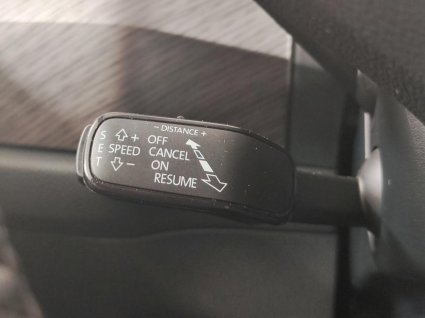 - DISTANCE +
S + OFF
E SPEED CANCEL
T - ON
RESUME